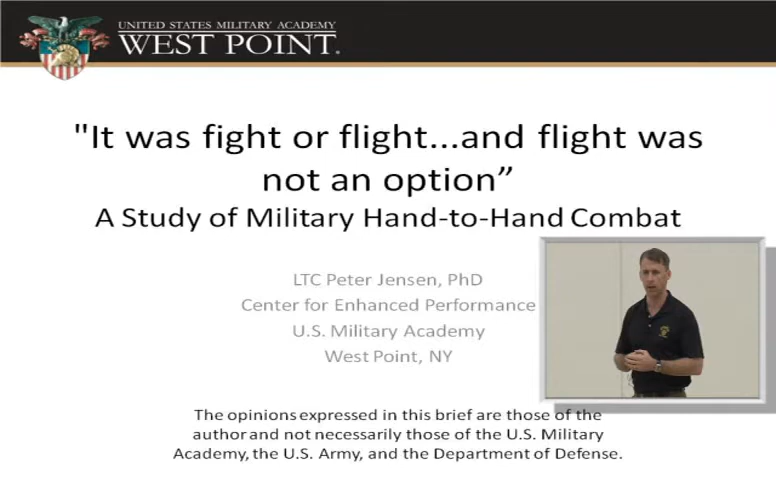 UNITED STATES MILITARY ACADEMY
WEST POINT.
"It was fight or flight...and flight was
not an option”
A Study of Military Hand-to-Hand Combat
LTC Peter Jensen, PhD
Center for Enhanced Performance
U.S. Military Academy
West Point, NY
The opinions expressed in this brief are those of the
author and not necessarily those of the U.S. Military
Academy, the U.S. Army, and the Department of Defense.